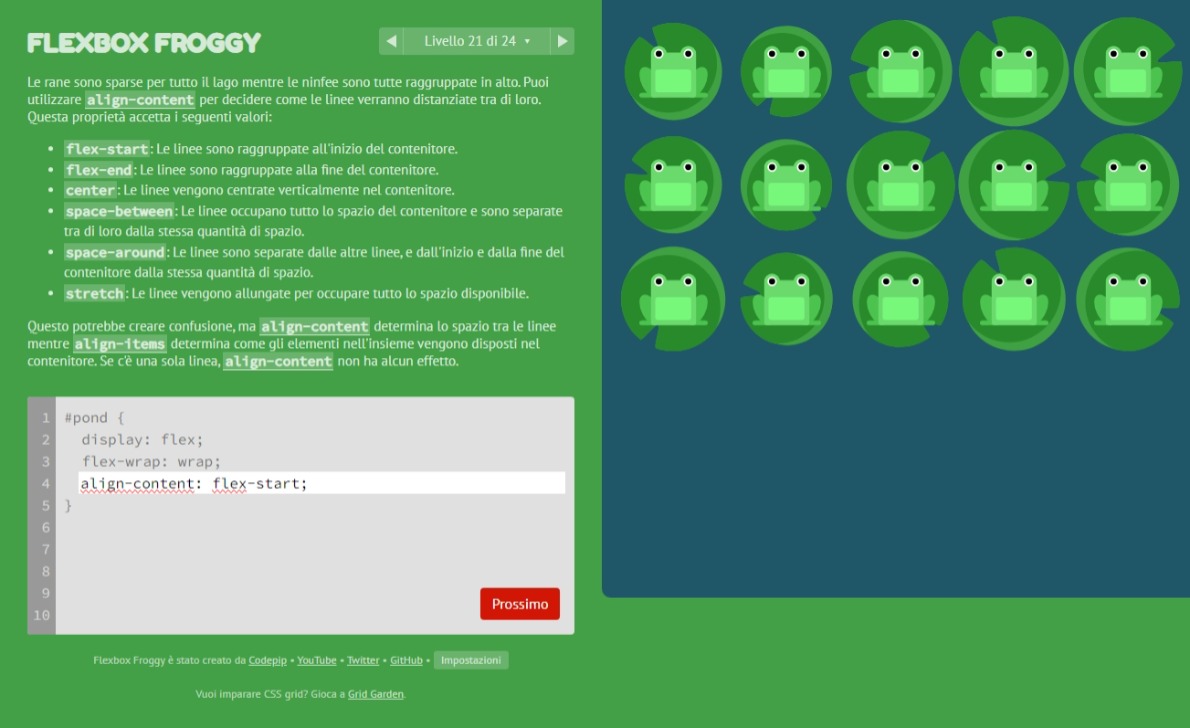 FLEXBOX FROGGY
Livello 21 di 24
Le rane sono sparse per tutto il lago mentre le ninfee sono tutte raggruppate in alto. Puoi
utilizzare align-content per decidere come le linee verranno distanziate tra di loro.
Questa proprietà accetta i seguenti valori:
• flex-start: Le linee sono raggruppate all'inizio del contenitore.
• flex-end: Le linee sono raggruppate alla fine del contenitore.
• center: Le linee vengono centrate verticalmente nel contenitore.
• space-between: Le linee occupano tutto lo spazio del contenitore e sono separate
tra di loro dalla stessa quantità di spazio.
• space-around: Le linee sono separate dalle altre linee, e dall'inizio e dalla fine del
contenitore dalla stessa quantità di spazio.
• stretch: Le linee vengono allungate per occupare tutto lo spazio disponibile.
Questo potrebbe creare confusione, ma align-content determina lo spazio tra le linee
mentre align-items determina come gli elementi nell'insieme vengono disposti nel
contenitore. Se c'è una sola linea, align-content non ha alcun effetto.
1 #pond {
2 display: flex;
3 flex-wrap: wrap;
4 align-content: flex-start;
5 }
6
7
8
9
10
Prossimo
Flexbox Froggy è stato creato da Codepip • YouTube • Twitter • GitHub • Impostazioni
Vuoi imparare CSS grid? Gioca a Grid Garden.